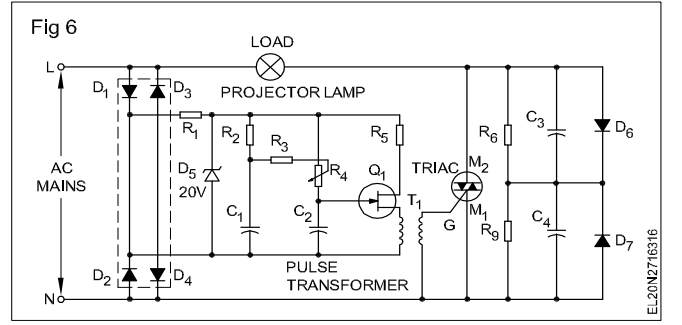 Fig 6
LOAD
L
D1
D3
PROJECTOR LAMP
R1
R2
R3
R4
R5
R6
C3
D6
AC
MAINS
D5
20V
Q1
TRIAC
M2
M1
T1
C1
C2
G
R9
C4
D7
D2
D4
PULSE
TRANSFORMER
N
EL20N2716316